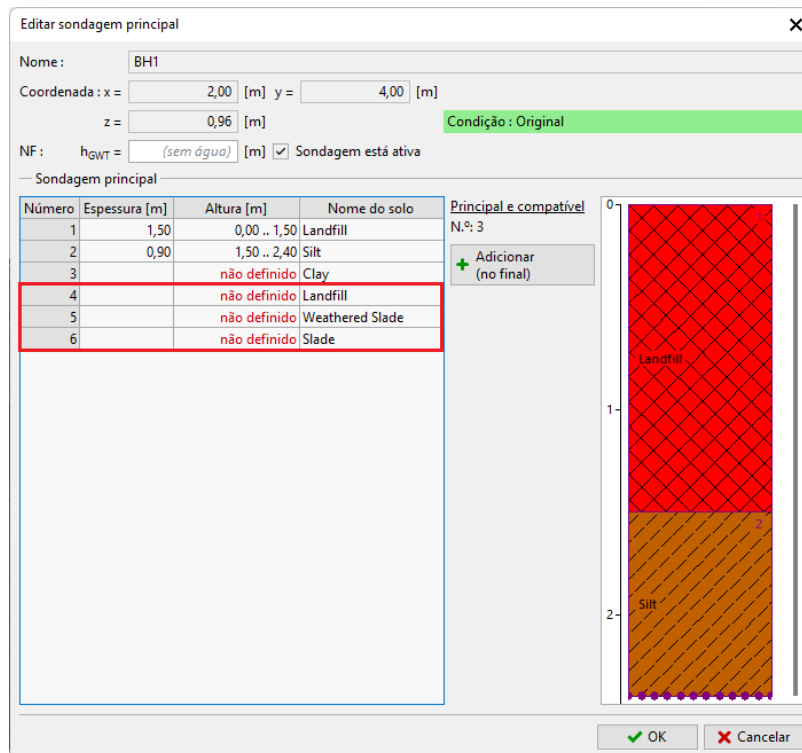 Editar sondagem principal
Nome : BH1
Coordenada : x = 2,00 [m] y = 4,00 [m]
z = 0,96 [m] Condição : Original
NF : hGWT = (sem água) [m] Sondagem está ativa
Sondagem principal
Número Espessura [m] Altura [m] Nome do solo
1 1,50 0,00 .. 1,50 Landfill
2 0,90 1,50 .. 2,40 Silt
3 não definido Clay
4 não definido Landfill
5 não definido Weathered Slade
6 não definido Slade
Principal e compatível
N.º: 3
Adicionar
(no final)
0
1
Landfill
1
2
Silt
2
OK Cancelar